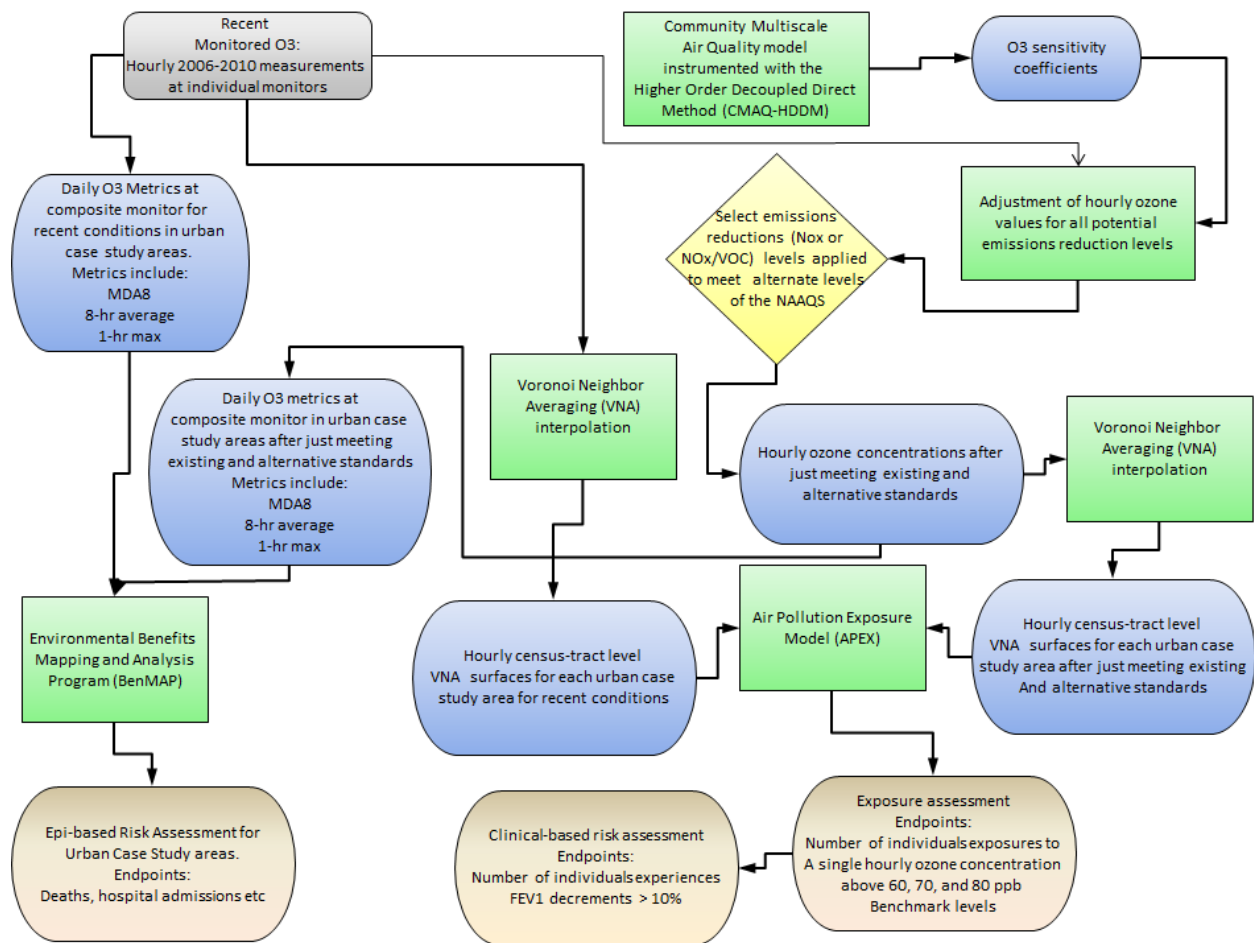 Recent
Monitored O3:
Hourly 2006-2010 measurements
at individual monitors
Community Multiscale
Air Quality model
instrumented with the
Higher Order Decoupled Direct
Method (CMAQ-HDDM)
O3 sensitivity
coefficients
Daily O3 Metrics at
composite monitor for
recent conditions in urban
case study areas.
Metrics include:
MDA8
8-hr average
1-hr max
Select emissions
reductions (Nox or
NOx/VOC) levels applied
to meet alternate levels
of the NAAQS
Adjustment of hourly ozone
values for all potential
emissions reduction levels
Daily O3 metrics at
composite monitor in urban case
study areas after just meeting
existing and alternative standards
Metrics include:
MDA8
8-hr average
1-hr max
Voronoi Neighbor
Averaging (VNA)
interpolation
Hourly ozone concentrations after
just meeting existing and
alternative standards
Voronoi Neighbor
Averaging (VNA)
interpolation
Environmental Benefits
Mapping and Analysis
Program (BenMAP)
Hourly census-tract level
VNA surfaces for each urban case
study area for recent conditions
Air Pollution Exposure
Model (APEX)
Hourly census-tract level
VNA surfaces for each urban case
study area after just meeting existing
And alternative standards
Epi-based Risk Assessment for
Urban Case Study areas.
Endpoints:
Deaths, hospital admissions etc
Clinical-based risk assessment
Endpoints:
Number of individuals experiences
FEV1 decrements > 10%
Exposure assessment
Endpoints:
Number of individuals exposures to
A single hourly ozone concentration
above 60, 70, and 80 ppb
Benchmark levels